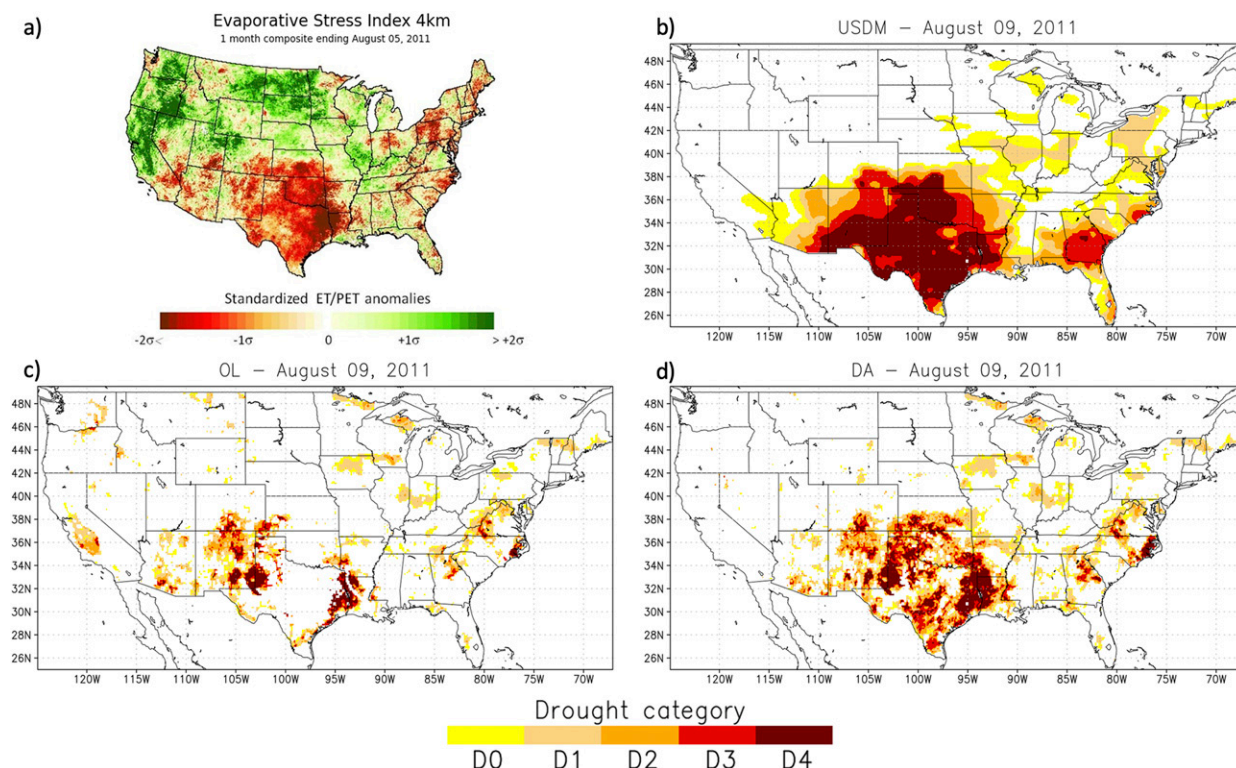 a)
Evaporative Stress Index 4km
1 month composite ending August 05, 2011
Standardized ET/PET anomalies
-2σ< -1σ 0 +1σ > +2σ
b)
USDM – August 09, 2011
48N
46N
44N
42N
40N
38N
36N
34N
32N
30N
28N
26N
120W 115W 110W 105W 100W 95W 90W 85W 80W 75W 70W
c)
OL – August 09, 2011
48N
46N
44N
42N
40N
38N
36N
34N
32N
30N
28N
26N
120W 115W 110W 105W 100W 95W 90W 85W 80W 75W 70W
d)
DA – August 09, 2011
48N
46N
44N
42N
40N
38N
36N
34N
32N
30N
28N
26N
120W 115W 110W 105W 100W 95W 90W 85W 80W 75W 70W
Drought category
D0 D1 D2 D3 D4